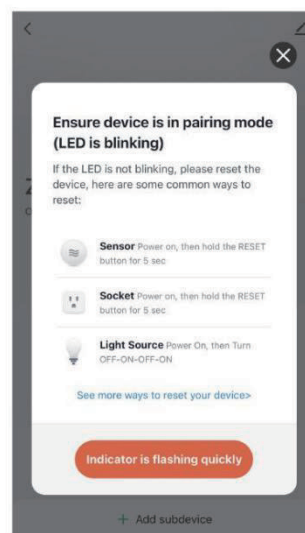 Ensure device is in pairing mode
(LED is blinking)
If the LED is not blinking, please reset the
device, here are some common ways to
reset:
Sensor Power on, then hold the RESET
button for 5 sec
Socket Power on, then hold the RESET
button for 5 sec
Light Source Power On, then Turn
OFF-ON-OFF-ON
See more ways to reset your device>
Indicator is flashing quickly
+ Add subdevice